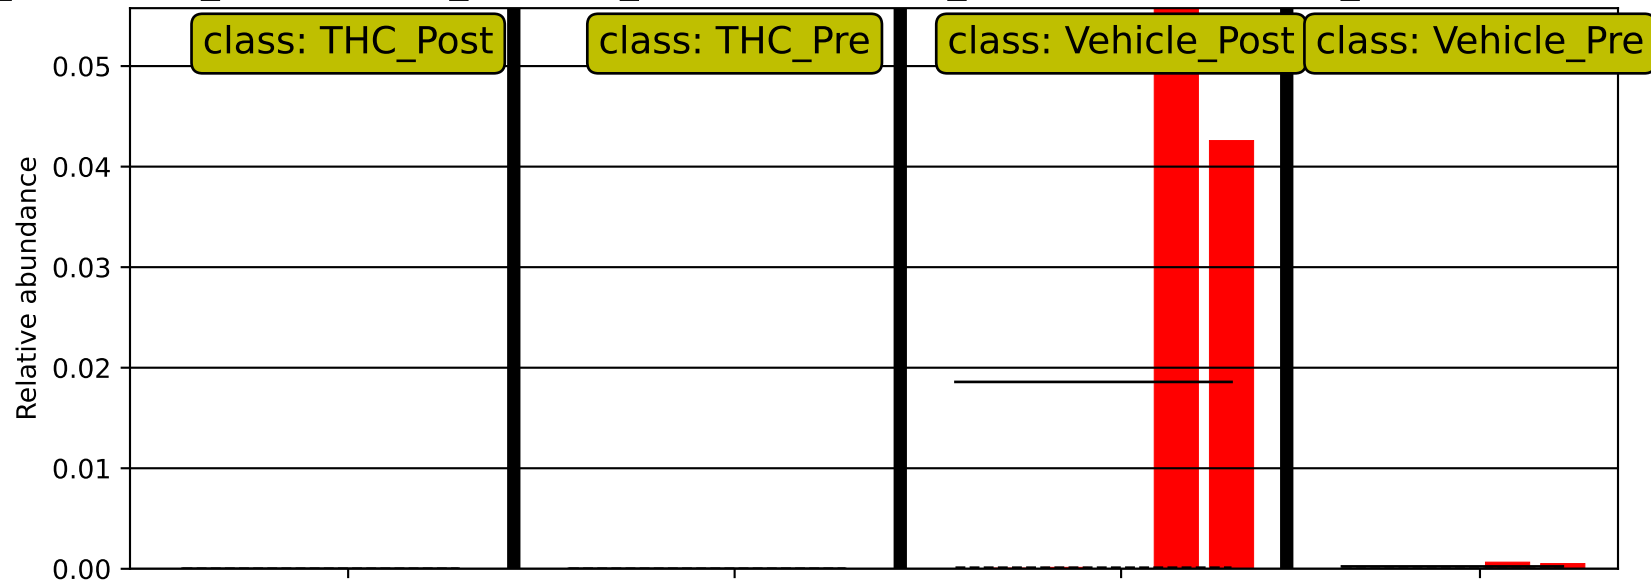 class: THC_Post
class: THC_Pre
class: Vehicle_Post
class: Vehicle_Pre
Relative abundance
0.05
0.04
0.03
0.02
0.01
0.00